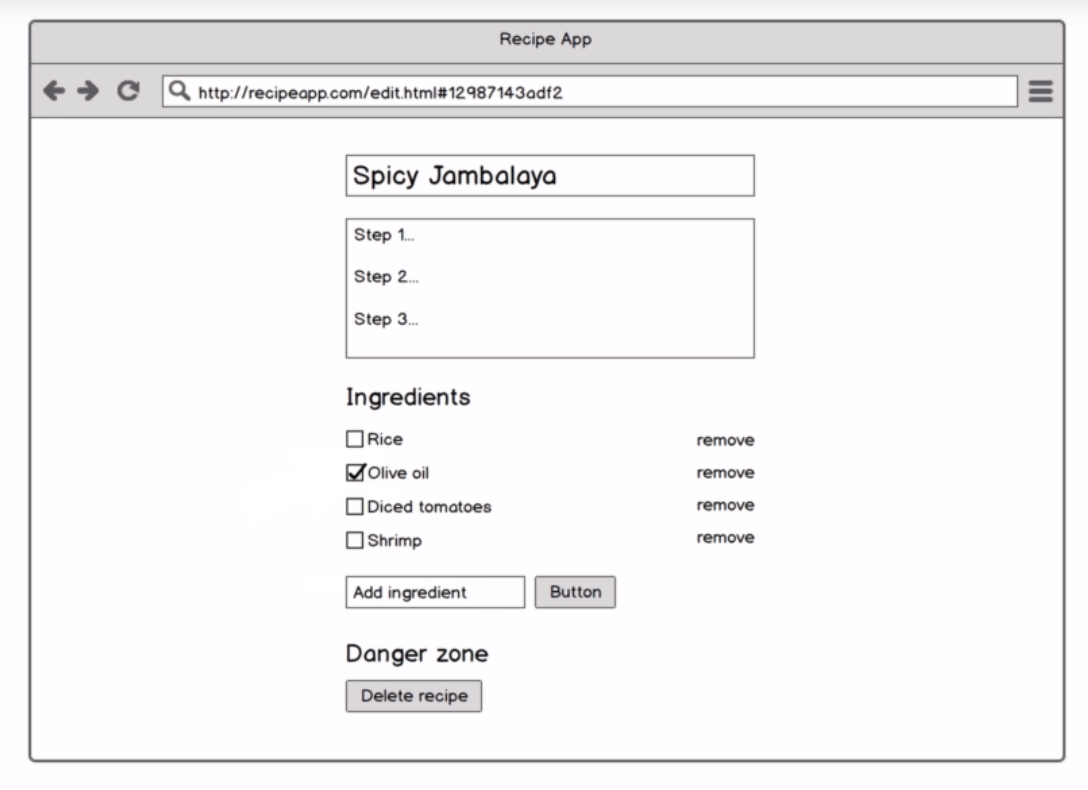 Recipe App
http://recipeapp.com/edit.html#12987143adf2
Spicy Jambalaya
Step 1...
Step 2...
Step 3...
Ingredients
Rice remove
Olive oil remove
Diced tomatoes remove
Shrimp remove
Add ingredient Button
Danger zone
Delete recipe